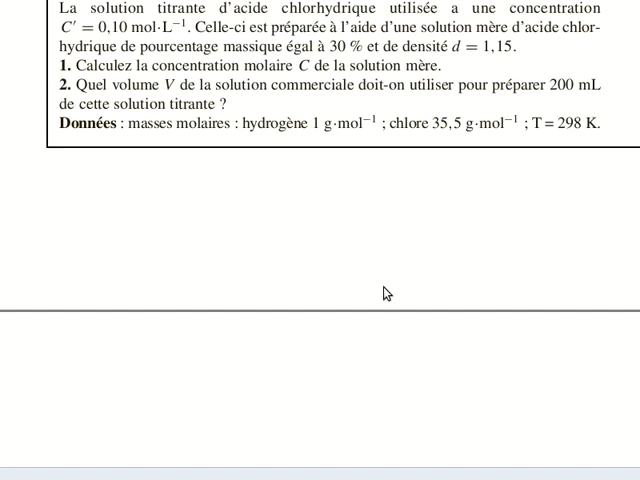 La solution titrante d'acide chlorhydrique utilisée a une concentration
C′ = 0,10 mol·L⁻¹. Celle-ci est préparée à l'aide d'une solution mère d'acide chlor-
hydrique de pourcentage massique égal à 30 % et de densité d = 1,15.
1. Calculez la concentration molaire C de la solution mère.
2. Quel volume V de la solution commerciale doit-on utiliser pour préparer 200 mL
de cette solution titrante ?
Données : masses molaires : hydrogène 1 g·mol⁻¹ ; chlore 35,5 g·mol⁻¹ ; T = 298 K.